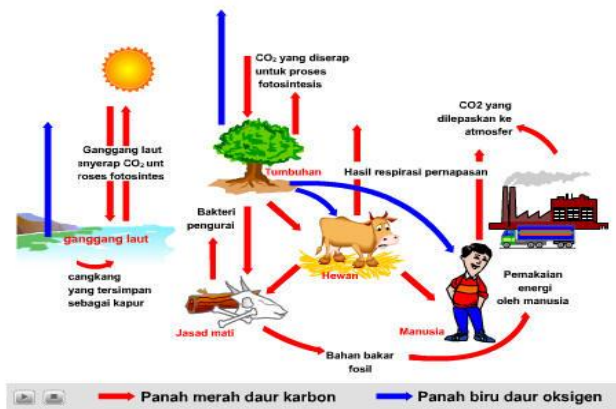 CO₂ yang diserap
untuk proses
fotosintesis
CO2 yang
dilepaskan ke
atmosfer
Ganggang laut
enyerap CO₂ unt
roses fotosintes
Tumbuhan
Hasil respirasi pernapasan
Bakteri
pengurai
ganggang laut
cangkang
yang tersimpan
sebagai kapur
Hewan
Pemakaian
energi
oleh manusia
Jasad mati
Manusia
Bahan bakar
fosil
Panah merah daur karbon
Panah biru daur oksigen